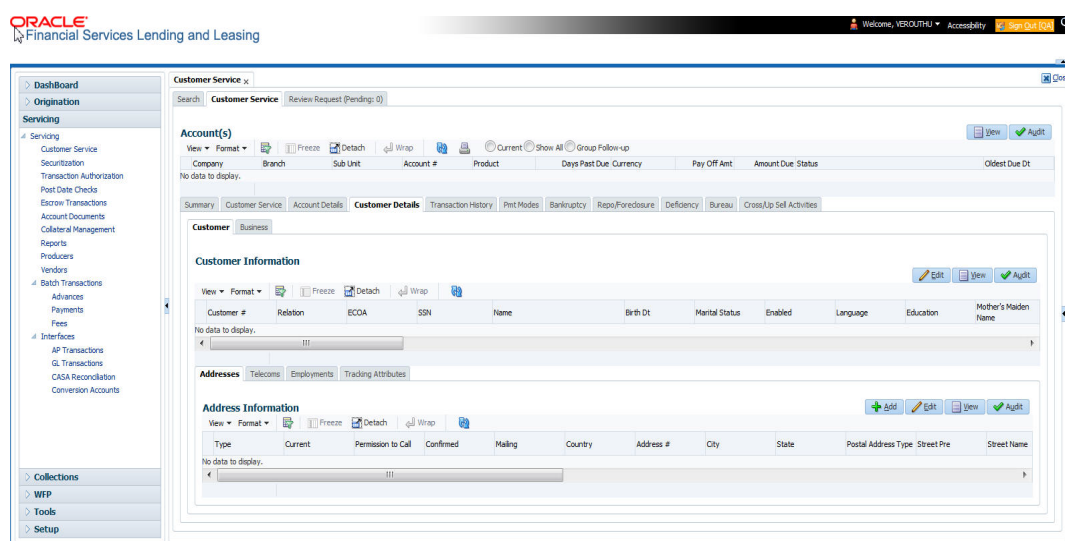 ORACLE
Financial Services Lending and Leasing
Welcome, VEROUTHU Accessibility Sign Out [QA]
Customer Service x
DashBoard
Origination
Servicing
Servicing
Customer Service
Securitization
Transaction Authorization
Post Date Checks
Escrow Transactions
Account Documents
Collateral Management
Reports
Producers
Vendors
Batch Transactions
Advances
Payments
Fees
Interfaces
AP Transactions
GL Transactions
CASA Reconciliation
Conversion Accounts
Collections
WFP
Tools
Setup
Search Customer Service Review Request (Pending: 0)
Account(s)
View Audit
View Format Freeze Detach Wrap Current Show All Group Follow-up
Company Branch Sub Unit Account # Product Days Past Due Currency Pay Off Amt Amount Due Status Oldest Due Dt
No data to display.
Summary Customer Service Account Details Customer Details Transaction History Pmt Modes Bankruptcy Repo/Foreclosure Deficiency Bureau Cross/Up Sell Activities
Customer Business
Customer Information
Edit View Audit
View Format Freeze Detach Wrap
Customer # Relation ECOA SSN Name Birth Dt Marital Status Enabled Language Education Mother's Maiden Name
No data to display.
Addresses Telecoms Employments Tracking Attributes
Address Information
Add Edit View Audit
View Format Freeze Detach Wrap
Type Current Permission to Call Confirmed Mailing Country Address # City State Postal Address Type Street Pre Street Name
No data to display.